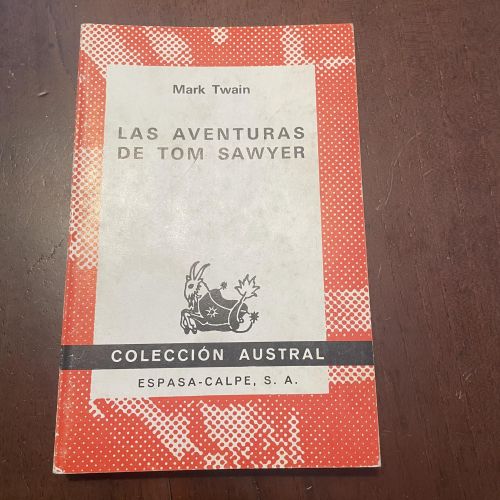 Mark Twain
LAS AVENTURAS
DE TOM SAWYER
COLECCIÓN AUSTRAL
ESPASA-CALPE, S. A.